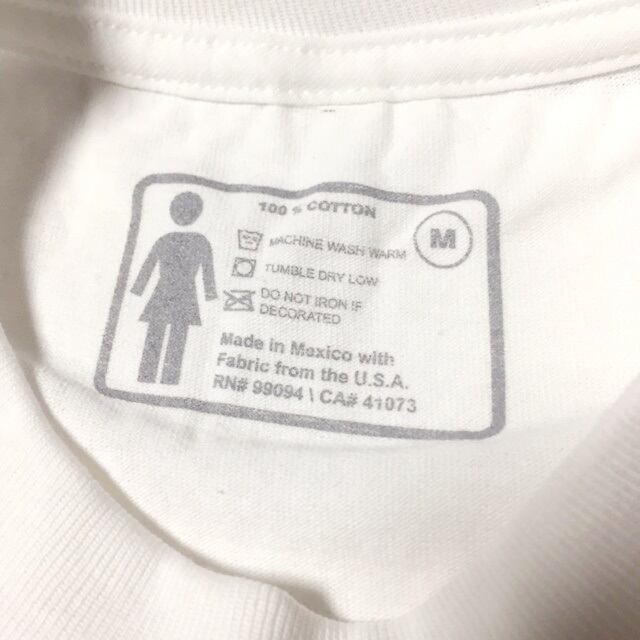 100 % COTTON
M
MACHINE WASH WARM
TUMBLE DRY LOW
DO NOT IRON IF
DECORATED
Made in Mexico with
Fabric from the U.S.A.
RN# 99094 \ CA# 41073